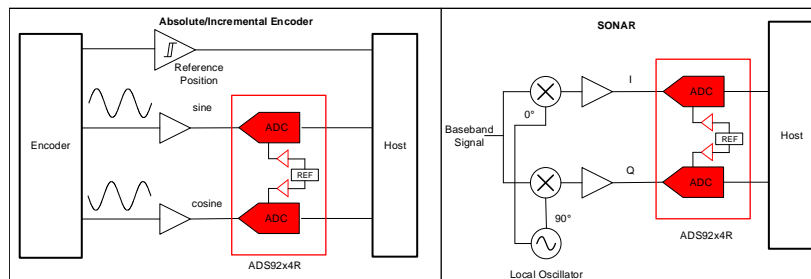 Absolute/Incremental Encoder
Reference
Position
Encoder
sine
ADC
REF
cosine
ADC
ADS92x4R
Host
SONAR
I
ADC
0°
Baseband
Signal
REF
Q
ADC
90°
ADS92x4R
Local Oscillator
Host